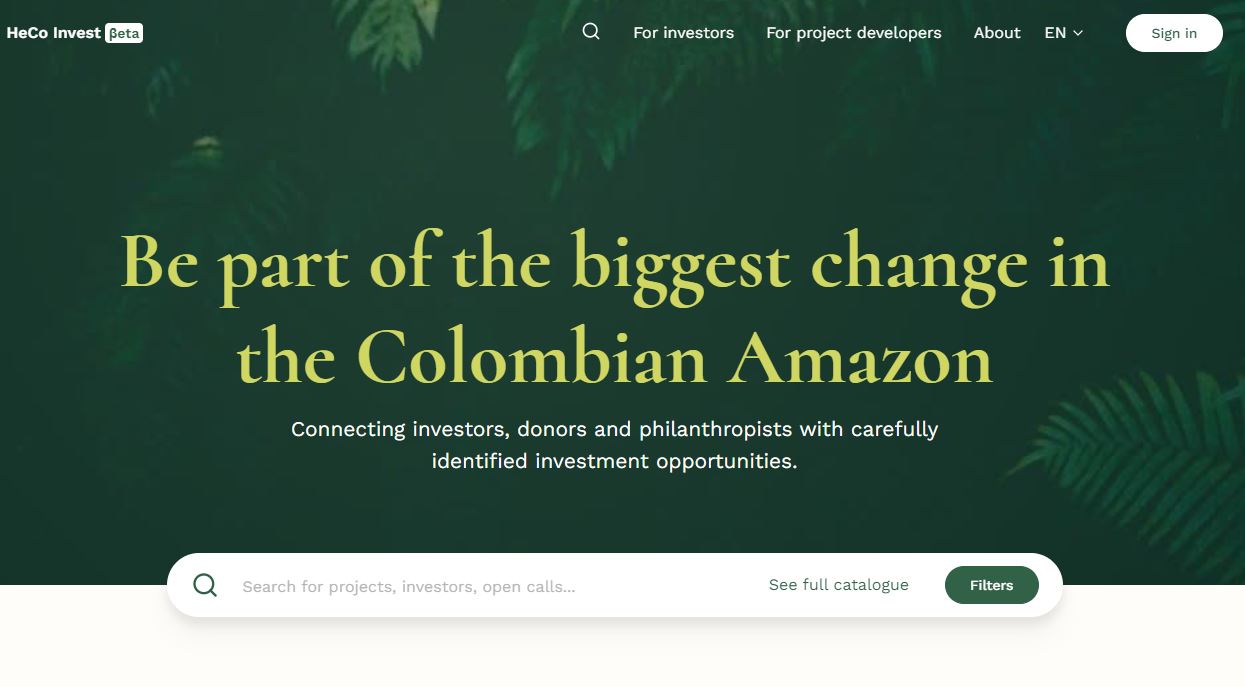 HeCo Invest βeta
For investors
For project developers
About
EN
Sign in
Be part of the biggest change in
the Colombian Amazon
Connecting investors, donors and philanthropists with carefully
identified investment opportunities.
Search for projects, investors, open calls...
See full catalogue
Filters